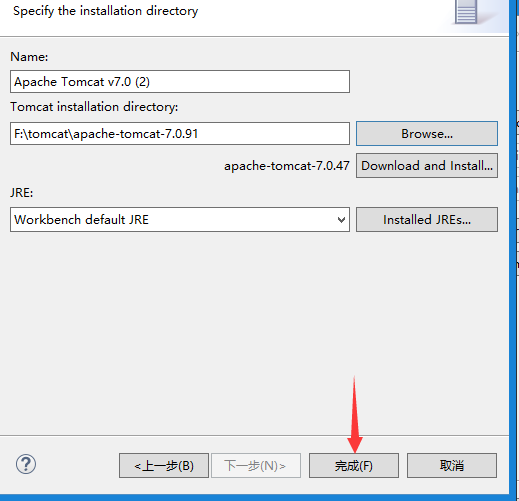 Specify the installation directory
Name:
Apache Tomcat v7.0 (2)
Tomcat installation directory:
F:\tomcat\apache-tomcat-7.0.91
Browse...
apache-tomcat-7.0.47
Download and Install...
JRE:
Workbench default JRE
Installed JREs...
?
<上一步(B)
下一步(N)>
完成(F)
取消